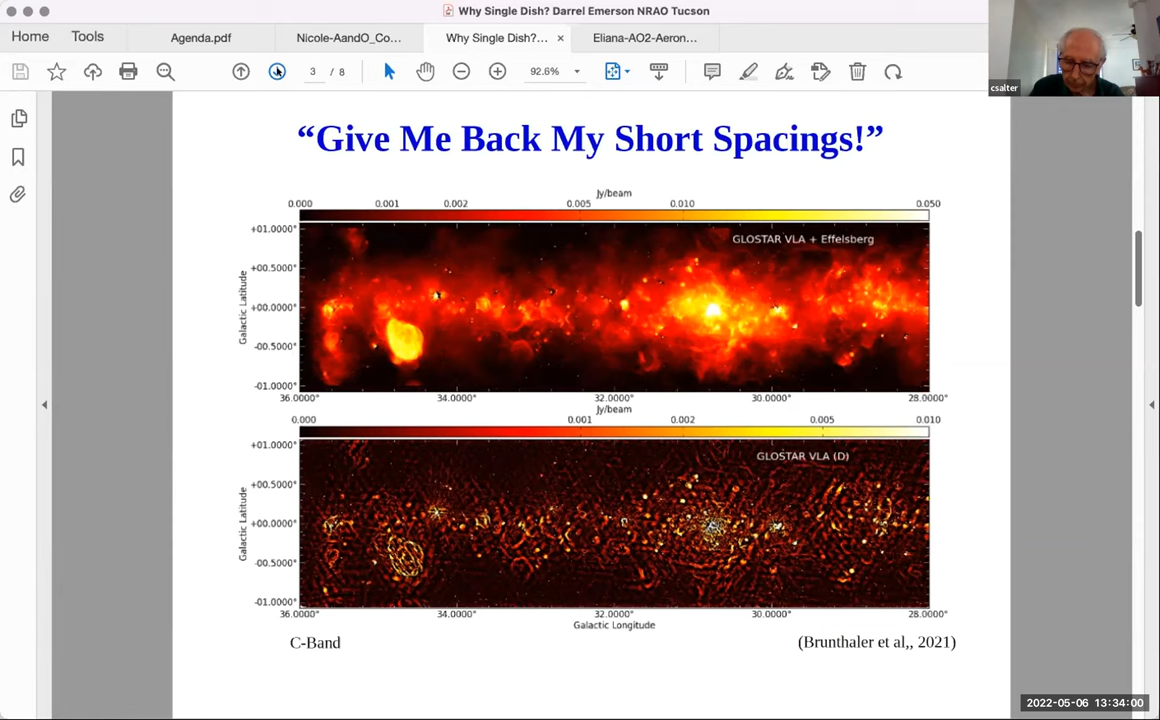 Why Single Dish? Darrel Emerson NRAO Tucson
Home Tools Agenda.pdf Nicole-AandO_Co... Why Single Dish?... × Eliana-AO2-Aeron...
3 / 8 92.6%
csalter
“Give Me Back My Short Spacings!”
Jy/beam
0.000 0.001 0.002 0.005 0.010 0.050
GLOSTAR VLA + Effelsberg
+01.0000°
+00.5000°
+00.0000°
-00.5000°
-01.0000°
Galactic Latitude
36.0000° 34.0000° 32.0000° 30.0000° 28.0000°
Jy/beam
0.000 0.001 0.002 0.005 0.010
GLOSTAR VLA (D)
+01.0000°
+00.5000°
+00.0000°
-00.5000°
-01.0000°
Galactic Latitude
36.0000° 34.0000° 32.0000° 30.0000° 28.0000°
Galactic Longitude
C-Band (Brunthaler et al,, 2021)
2022-05-06 13:34:00